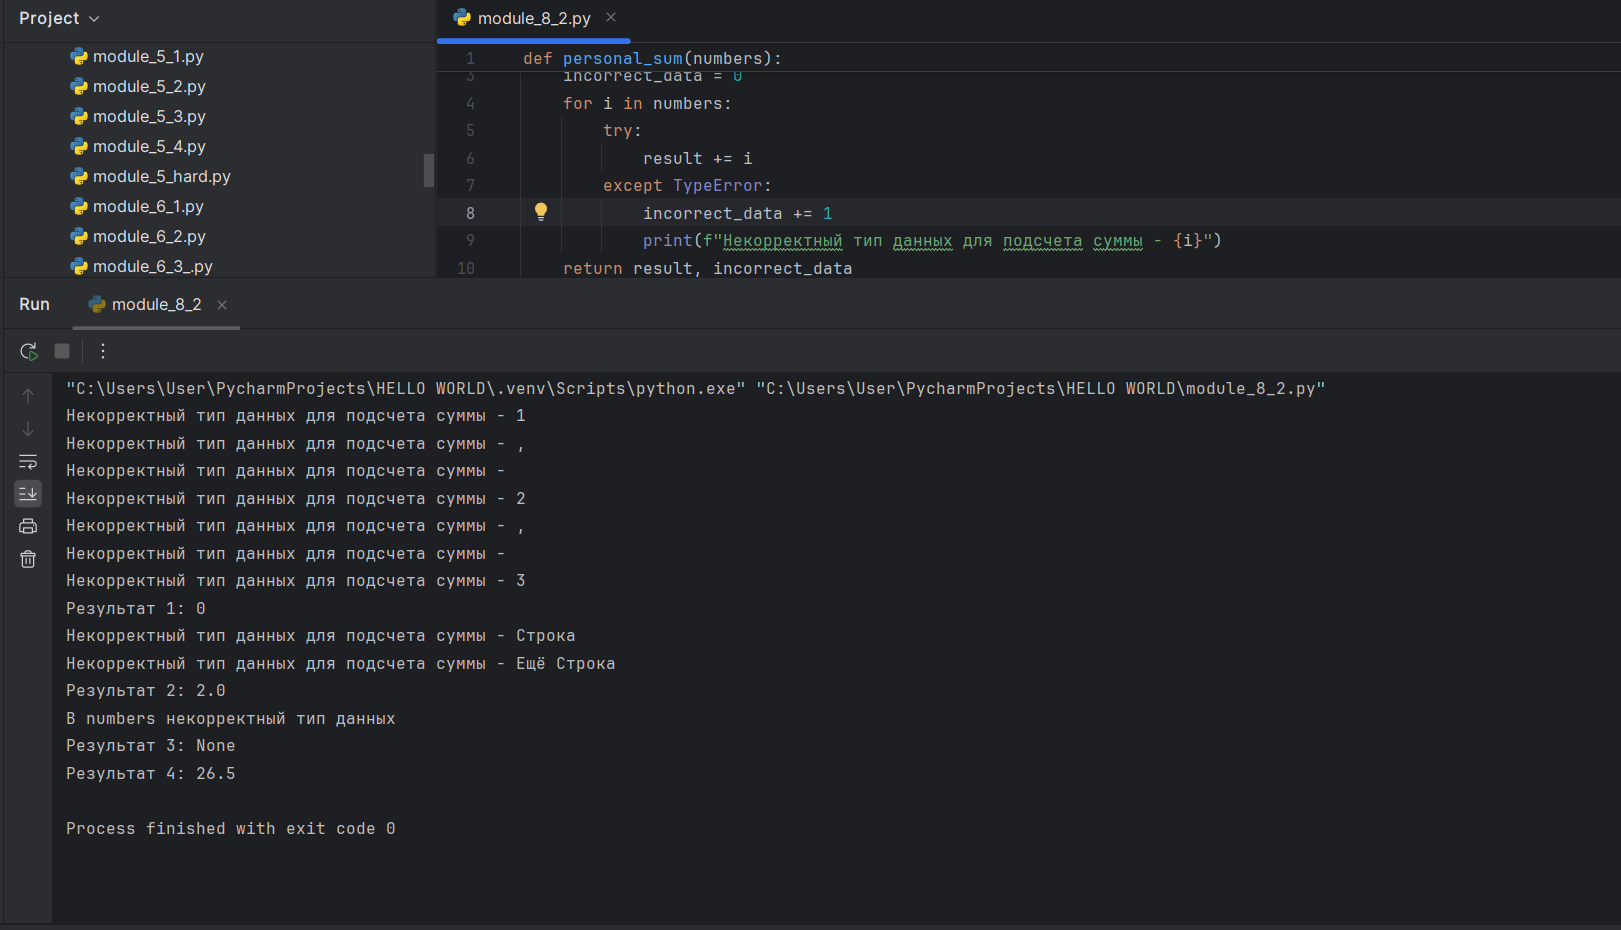 Project
module_5_1.py
module_5_2.py
module_5_3.py
module_5_4.py
module_5_hard.py
module_6_1.py
module_6_2.py
module_6_3_.py
module_8_2.py
1 def personal_sum(numbers):
3 incorrect_data = 0
4 for i in numbers:
5 try:
6 result += i
7 except TypeError:
8 incorrect_data += 1
9 print(f"Некорректный тип данных для подсчета суммы - {i}")
10 return result, incorrect_data
Run module_8_2
"C:\Users\User\PycharmProjects\HELLO WORLD\.venv\Scripts\python.exe" "C:\Users\User\PycharmProjects\HELLO WORLD\module_8_2.py"
Некорректный тип данных для подсчета суммы - 1
Некорректный тип данных для подсчета суммы - ,
Некорректный тип данных для подсчета суммы -
Некорректный тип данных для подсчета суммы - 2
Некорректный тип данных для подсчета суммы - ,
Некорректный тип данных для подсчета суммы -
Некорректный тип данных для подсчета суммы - 3
Результат 1: 0
Некорректный тип данных для подсчета суммы - Строка
Некорректный тип данных для подсчета суммы - Ещё Строка
Результат 2: 2.0
В numbers некорректный тип данных
Результат 3: None
Результат 4: 26.5
Process finished with exit code 0